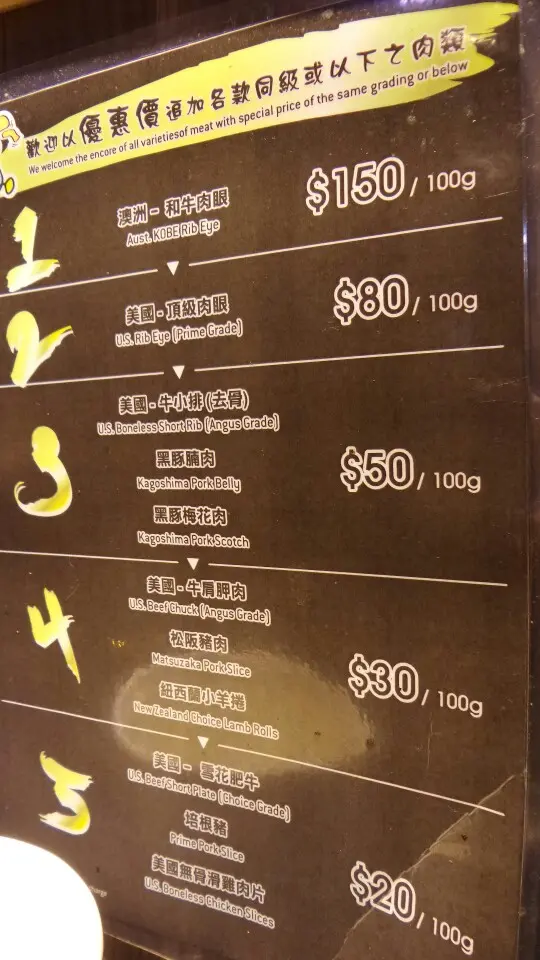 歡迎以優惠價追加各款同級或以下之肉類
We welcome the encore of all varietiesof meat with special price of the same grading or below
1
澳洲 - 和牛肉眼
Aust. KOBE Rib Eye
$150 / 100g
2
美國 - 頂級肉眼
U.S. Rib Eye (Prime Grade)
$80 / 100g
3
美國 - 牛小排 (去骨)
U.S. Boneless Short Rib (Angus Grade)
黑豚腩肉
Kagoshima Pork Belly
黑豚梅花肉
Kagoshima Pork Scotch
$50 / 100g
4
美國 - 牛肩胛肉
U.S. Beef Chuck (Angus Grade)
松阪豬肉
Matsuzaka Pork Slice
紐西蘭小羊捲
New Zealand Choice Lamb Rolls
$30 / 100g
5
美國 - 雪花肥牛
U.S. Beef Short Plate (Choice Grade)
培根豬
Prime Pork Slice
美國無骨滑雞肉片
U.S. Boneless Chicken Slices
$20 / 100g